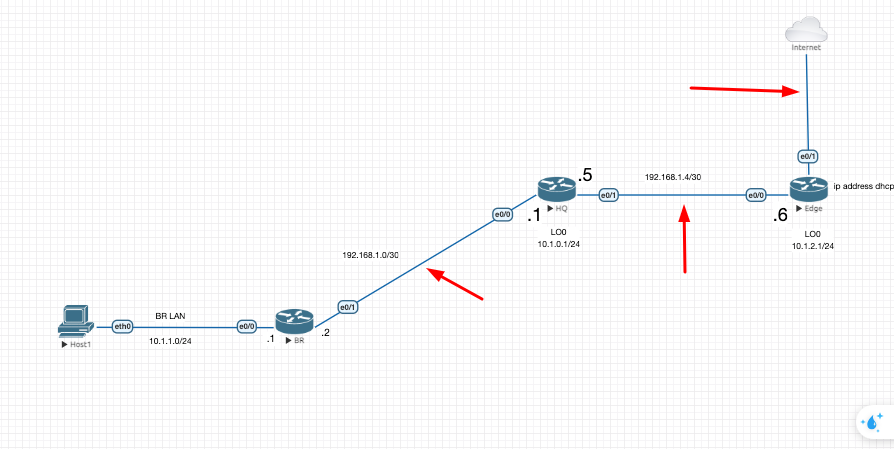 Internet
e0/1
.5
192.168.1.4/30
ip address dhcp
e0/1
e0/0
HQ
Edge
e0/0
.1
.6
LO0
10.1.0.1/24
LO0
10.1.2.1/24
192.168.1.0/30
e0/1
BR LAN
eth0
e0/0
.2
.1
BR
Host1
10.1.1.0/24